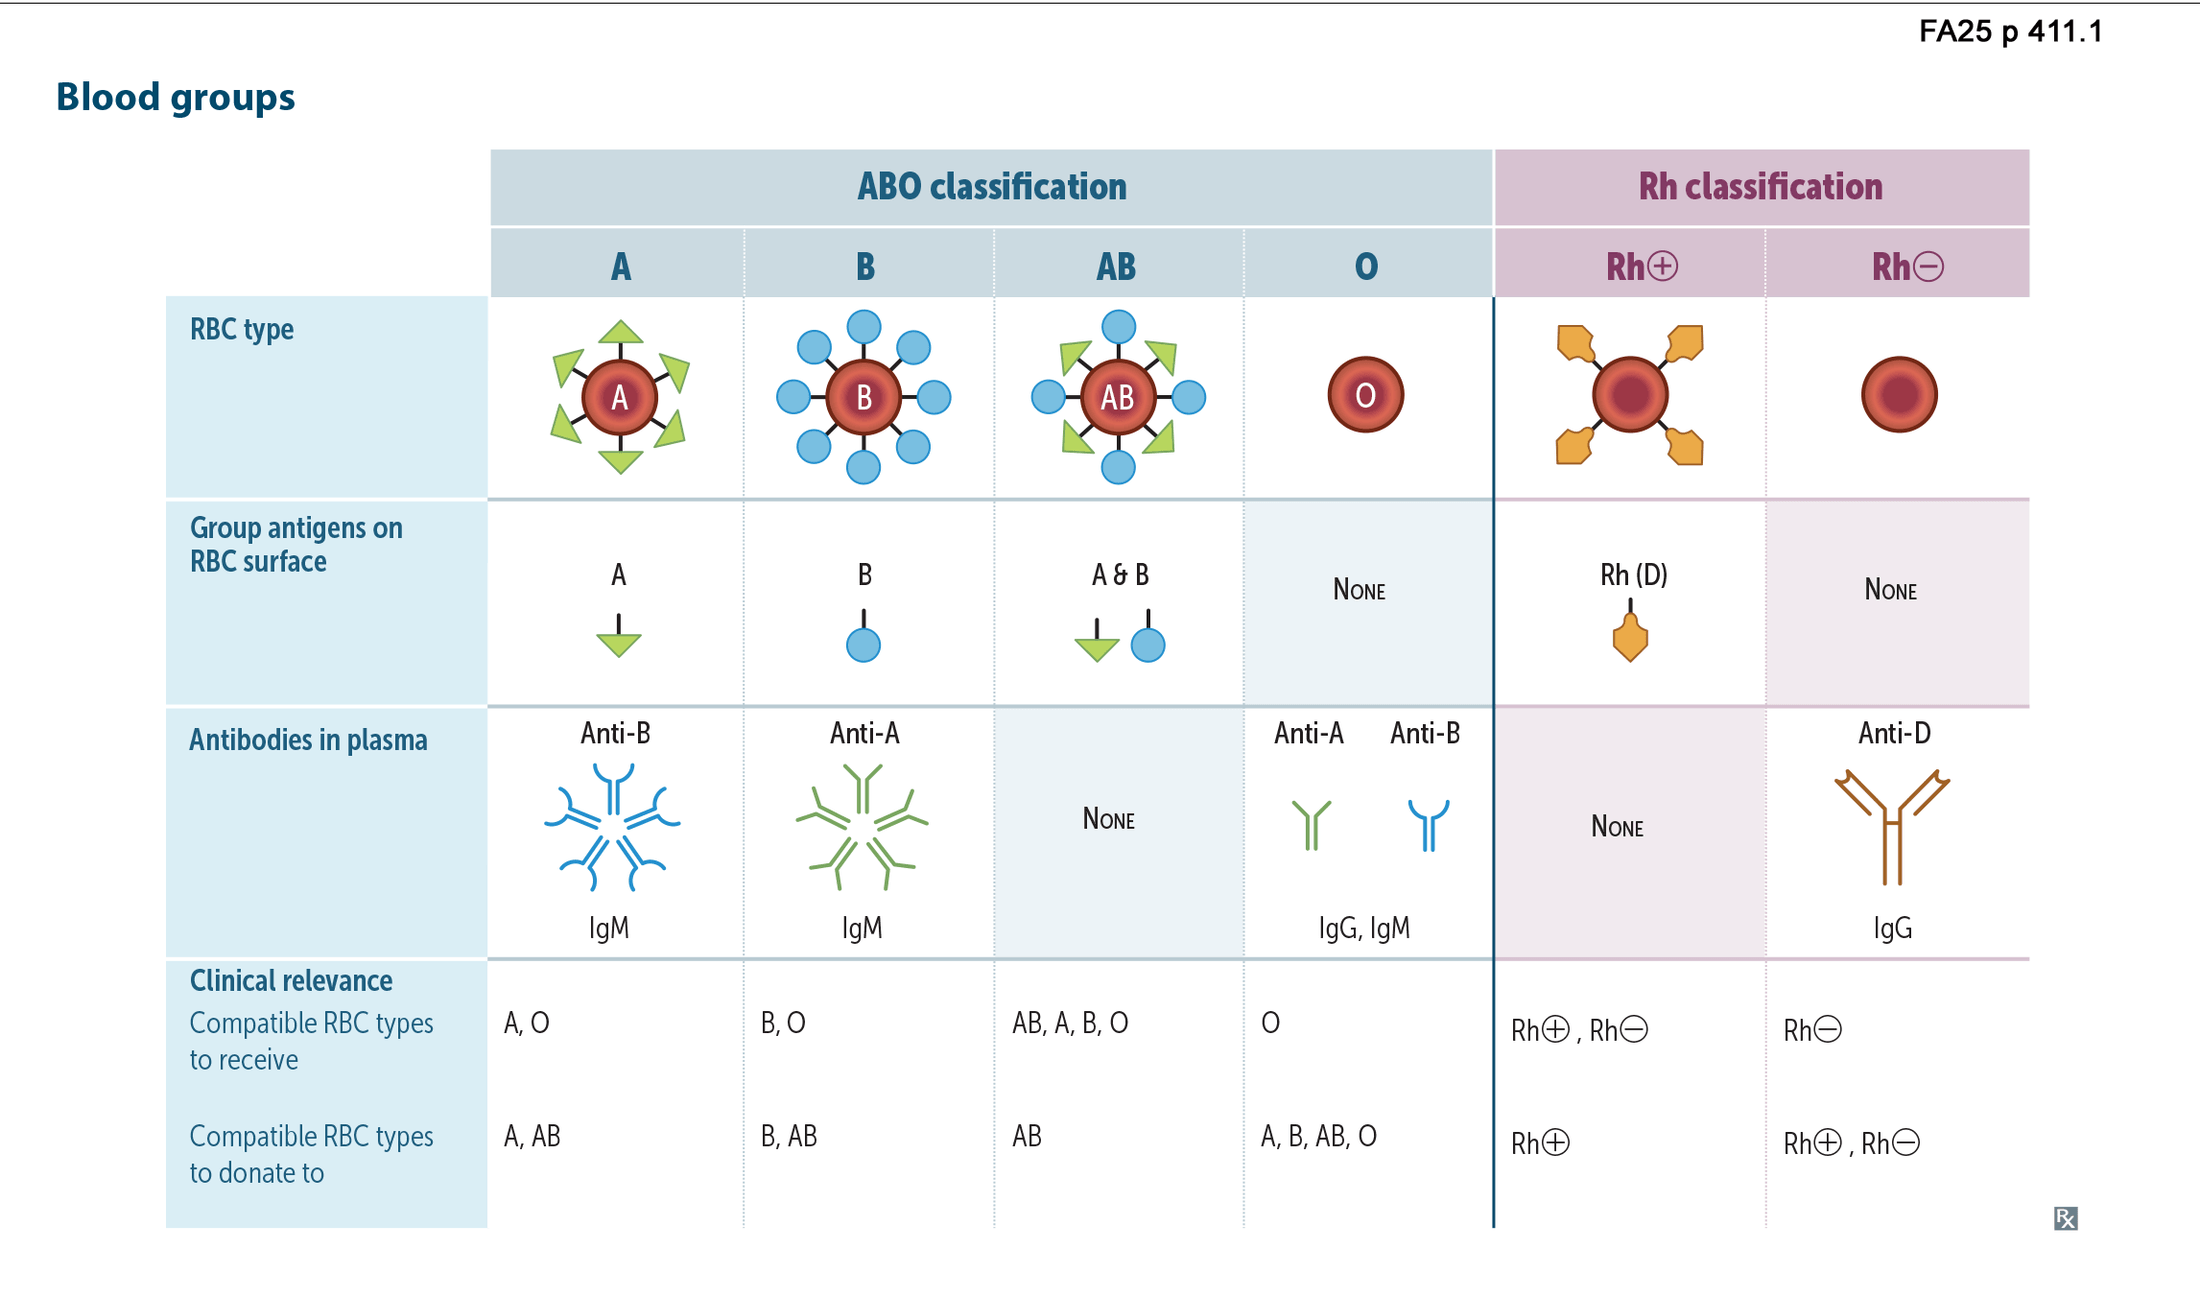 FA25 p 411.1
Blood groups
ABO classification
Rh classification
A
B
AB
O
Rh⊕
Rh⊖
RBC type
A
B
AB
O
Group antigens on
RBC surface
A
B
A & B
None
Rh (D)
None
Antibodies in plasma
Anti-B
Anti-A
None
Anti-A
Anti-B
None
Anti-D
IgM
IgM
IgG, IgM
IgG
Clinical relevance
Compatible RBC types
to receive
A, O
B, O
AB, A, B, O
O
Rh⊕ , Rh⊖
Rh⊖
Compatible RBC types
to donate to
A, AB
B, AB
AB
A, B, AB, O
Rh⊕
Rh⊕ , Rh⊖
Rx